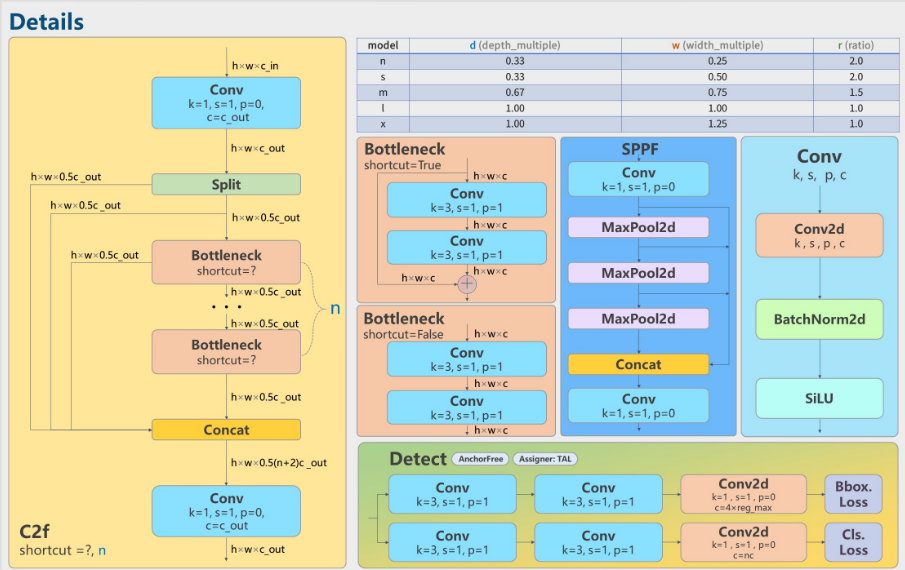 Details
h×w×c_in
Conv
k=1, s=1, p=0,
c=c_out
h×w×c_out
h×w×0.5c_out
Split
h×w×0.5c_out
h×w×0.5c_out
h×w×0.5c_out
Bottleneck
shortcut=?
h×w×0.5c_out
• • •
n
h×w×0.5c_out
Bottleneck
shortcut=?
h×w×0.5c_out
Concat
h×w×0.5(n+2)c_out
Conv
k=1, s=1, p=0,
c=c_out
C2f
shortcut =?, n
h×w×c_out
model d (depth_multiple) w (width_multiple) r (ratio)
n 0.33 0.25 2.0
s 0.33 0.50 2.0
m 0.67 0.75 1.5
l 1.00 1.00 1.0
x 1.00 1.25 1.0
Bottleneck
shortcut=True
h×w×c
Conv
k=3, s=1, p=1
h×w×c
Conv
k=3, s=1, p=1
h×w×c
h×w×c
+
Bottleneck
shortcut=False
h×w×c
Conv
k=3, s=1, p=1
h×w×c
Conv
k=3, s=1, p=1
h×w×c
SPPF
Conv
k=1, s=1, p=0
MaxPool2d
MaxPool2d
MaxPool2d
Concat
Conv
k=1, s=1, p=0
Conv
k, s, p, c
Conv2d
k, s, p, c
BatchNorm2d
SiLU
Detect AnchorFree Assigner: TAL
Conv
k=3, s=1, p=1
Conv
k=3, s=1, p=1
Conv2d
k=1, s=1, p=0
c=4×reg_max
Bbox.
Loss
Conv
k=3, s=1, p=1
Conv
k=3, s=1, p=1
Conv2d
k=1, s=1, p=0
c=nc
Cls.
Loss